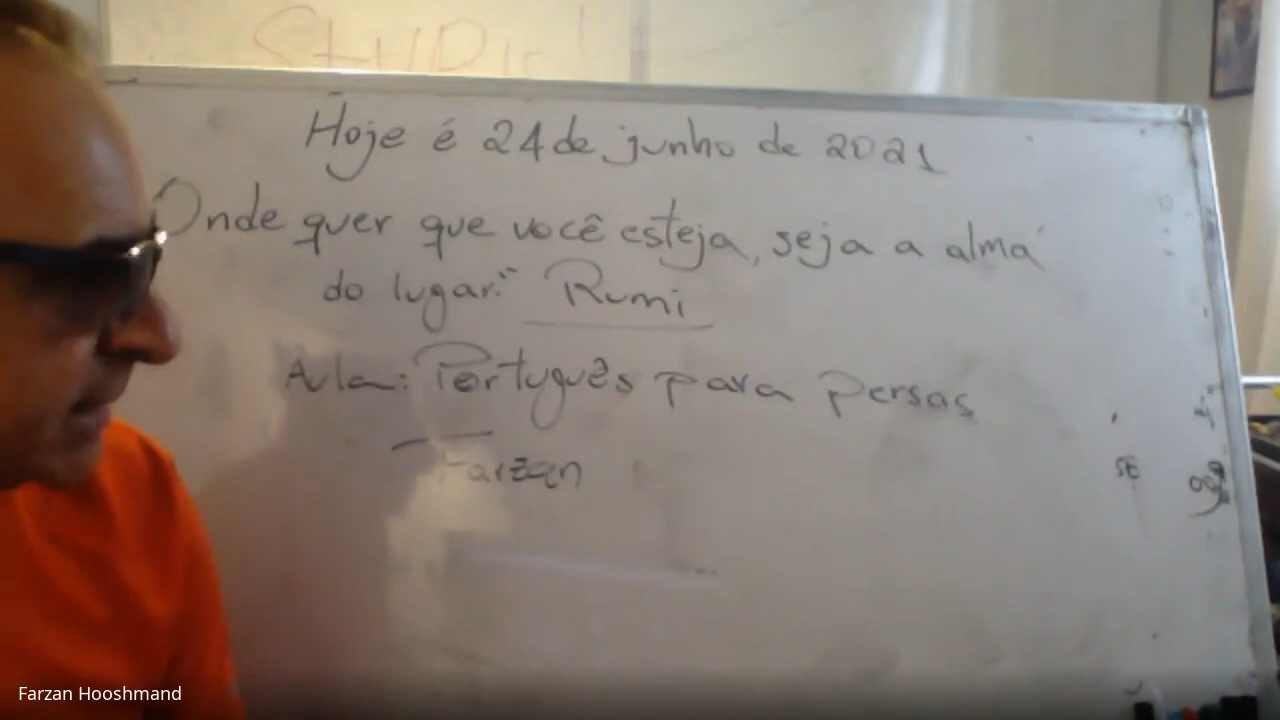 Hoje é 24 de junho de 2021
Onde quer que você esteja, seja a alma
do lugar." Rumi
Aula: Português para persas
Farzan
Farzan Hooshmand